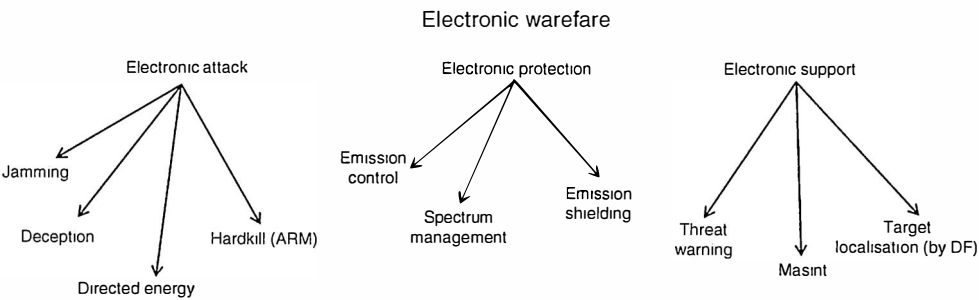 Electronic warefare
Electronic attack
Jamming
Deception
Directed energy
Hardkill (ARM)
Electronic protection
Emission
control
Spectrum
management
Emission
shielding
Electronic support
Threat
warning
Masint
Target
localisation (by DF)